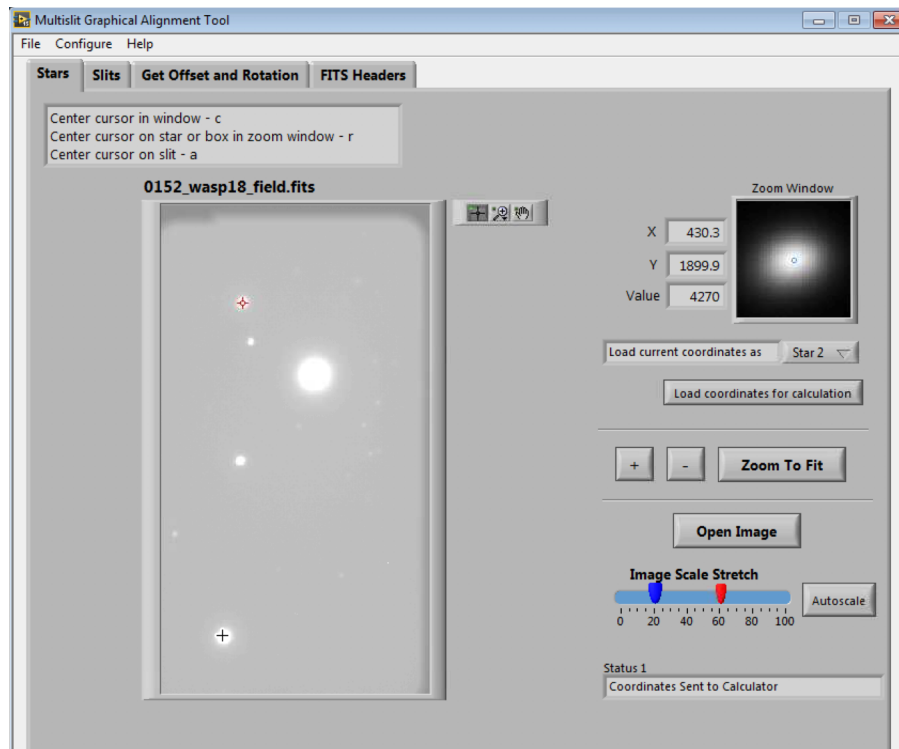 Multislit Graphical Alignment Tool
File Configure Help
Stars Slits Get Offset and Rotation FITS Headers
Center cursor in window - c
Center cursor on star or box in zoom window - r
Center cursor on slit - a
0152_wasp18_field.fits
Zoom Window
X 430.3
Y 1899.9
Value 4270
Load current coordinates as Star 2
Load coordinates for calculation
+ - Zoom To Fit
Open Image
Image Scale Stretch
0 20 40 60 80 100
Autoscale
Status 1
Coordinates Sent to Calculator